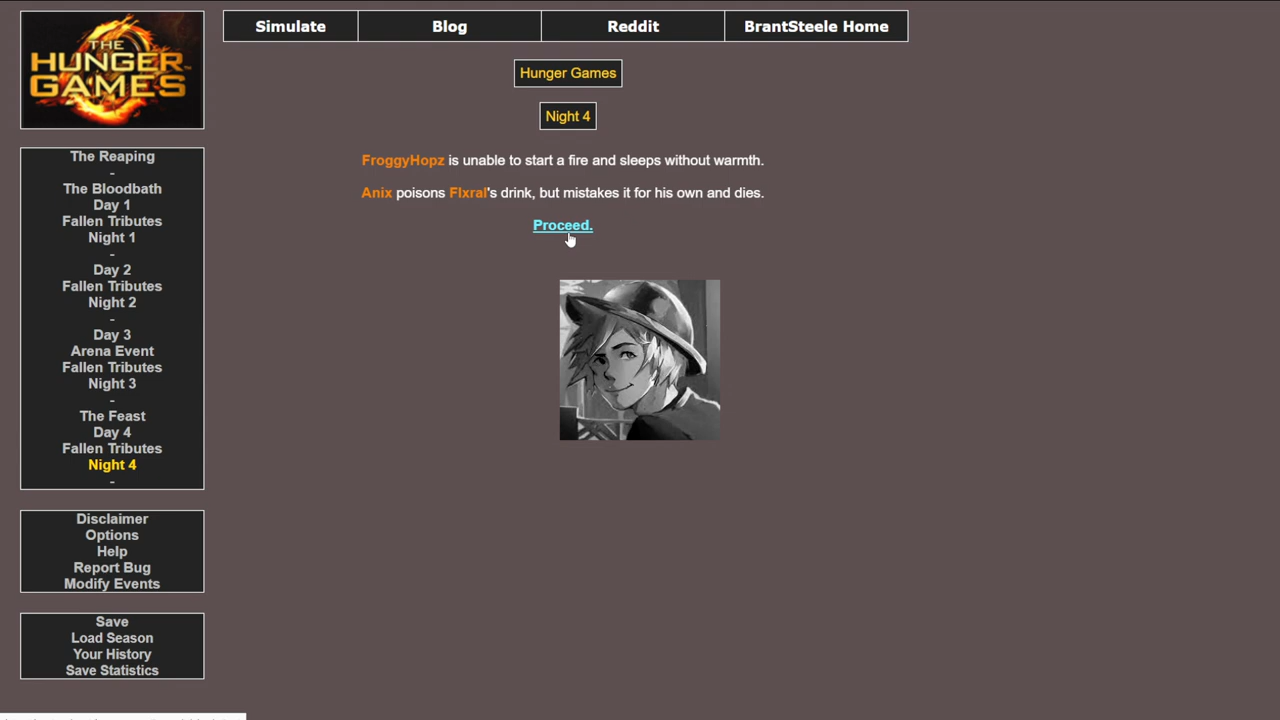 THE
HUNGER
GAMES
Simulate
Blog
Reddit
BrantSteele Home
Hunger Games
Night 4
FroggyHopz is unable to start a fire and sleeps without warmth.
Anix poisons Flxral's drink, but mistakes it for his own and dies.
Proceed.
The Reaping
-
The Bloodbath
Day 1
Fallen Tributes
Night 1
-
Day 2
Fallen Tributes
Night 2
-
Day 3
Arena Event
Fallen Tributes
Night 3
-
The Feast
Day 4
Fallen Tributes
Night 4
-
Disclaimer
Options
Help
Report Bug
Modify Events
Save
Load Season
Your History
Save Statistics